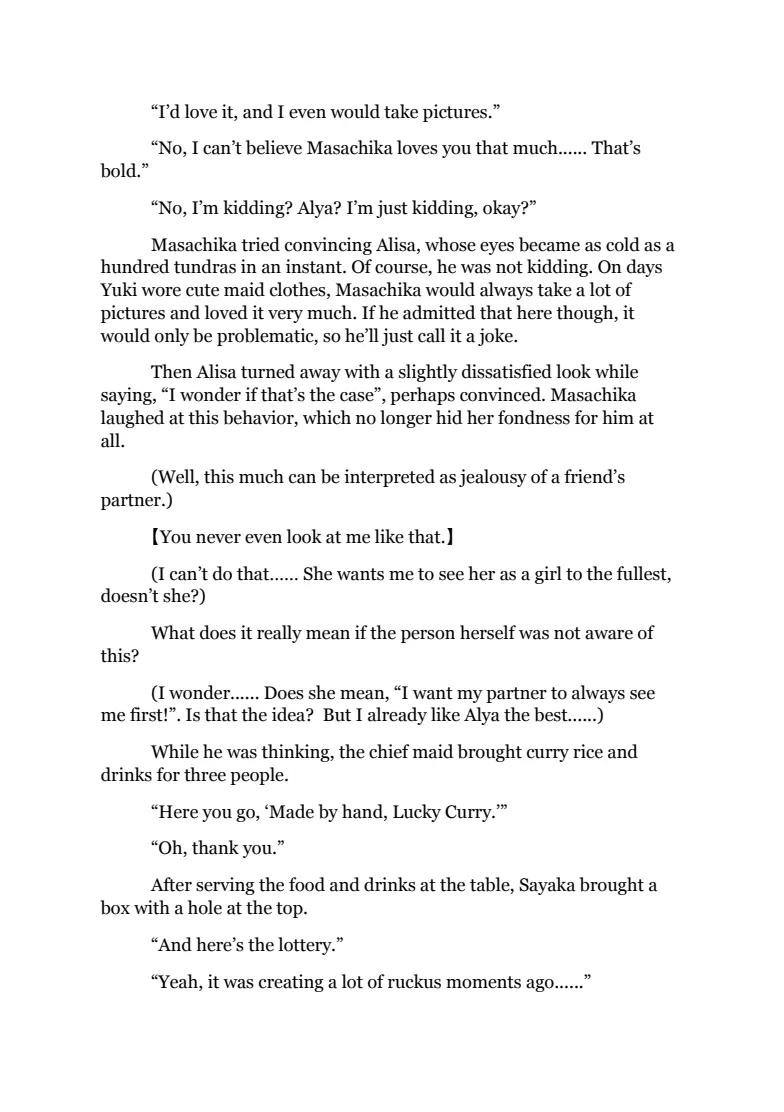 “I’d love it, and I even would take pictures.”
“No, I can’t believe Masachika loves you that much...... That’s
bold.”
“No, I’m kidding? Alya? I’m just kidding, okay?”
Masachika tried convincing Alisa, whose eyes became as cold as a
hundred tundras in an instant. Of course, he was not kidding. On days
Yuki wore cute maid clothes, Masachika would always take a lot of
pictures and loved it very much. If he admitted that here though, it
would only be problematic, so he’ll just call it a joke.
Then Alisa turned away with a slightly dissatisfied look while
saying, “I wonder if that’s the case”, perhaps convinced. Masachika
laughed at this behavior, which no longer hid her fondness for him at
all.
(Well, this much can be interpreted as jealousy of a friend’s
partner.)
【You never even look at me like that.】
(I can’t do that...... She wants me to see her as a girl to the fullest,
doesn’t she?)
What does it really mean if the person herself was not aware of
this?
(I wonder...... Does she mean, “I want my partner to always see
me first!”. Is that the idea?  But I already like Alya the best......)
While he was thinking, the chief maid brought curry rice and
drinks for three people.
“Here you go, ‘Made by hand, Lucky Curry.’”
“Oh, thank you.”
After serving the food and drinks at the table, Sayaka brought a
box with a hole at the top.
“And here’s the lottery.”
“Yeah, it was creating a lot of ruckus moments ago......”